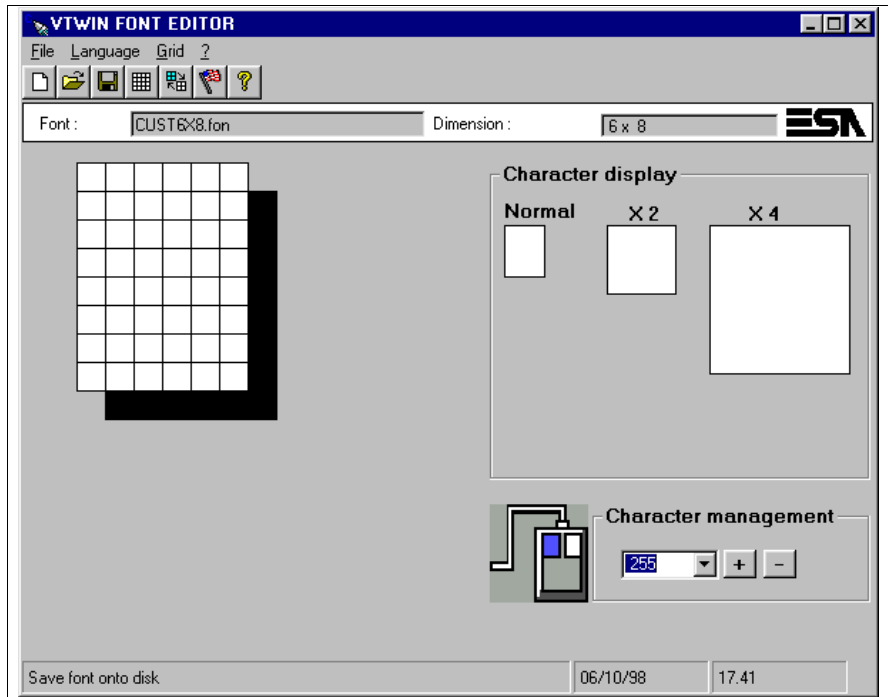 VTWIN FONT EDITOR
File Language Grid ?
Font : CUST6X8.fon Dimension : 6 x 8 ESA
Character display
Normal X 2 X 4
Character management
255 + -
Save font onto disk 06/10/98 17.41